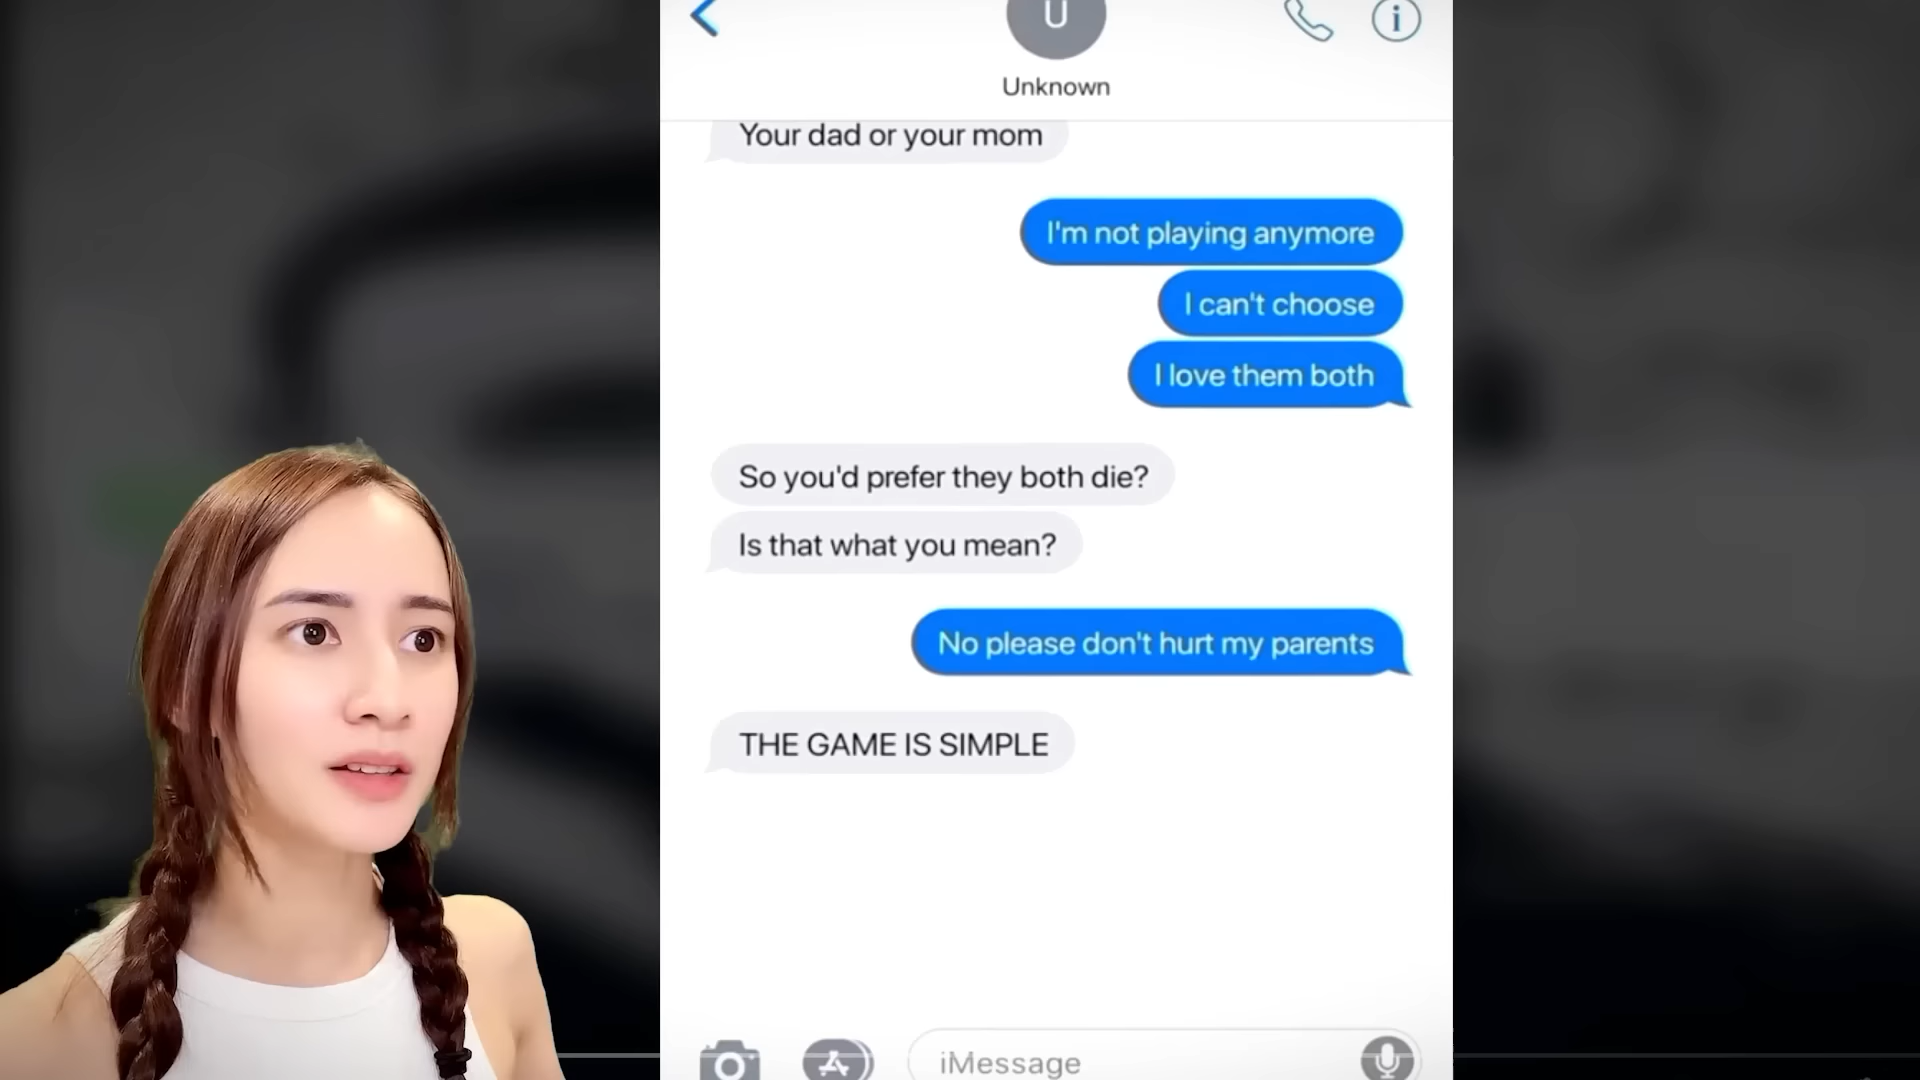 U
Unknown
Your dad or your mom
I'm not playing anymore
I can't choose
I love them both
So you'd prefer they both die?
Is that what you mean?
No please don't hurt my parents
THE GAME IS SIMPLE
iMessage